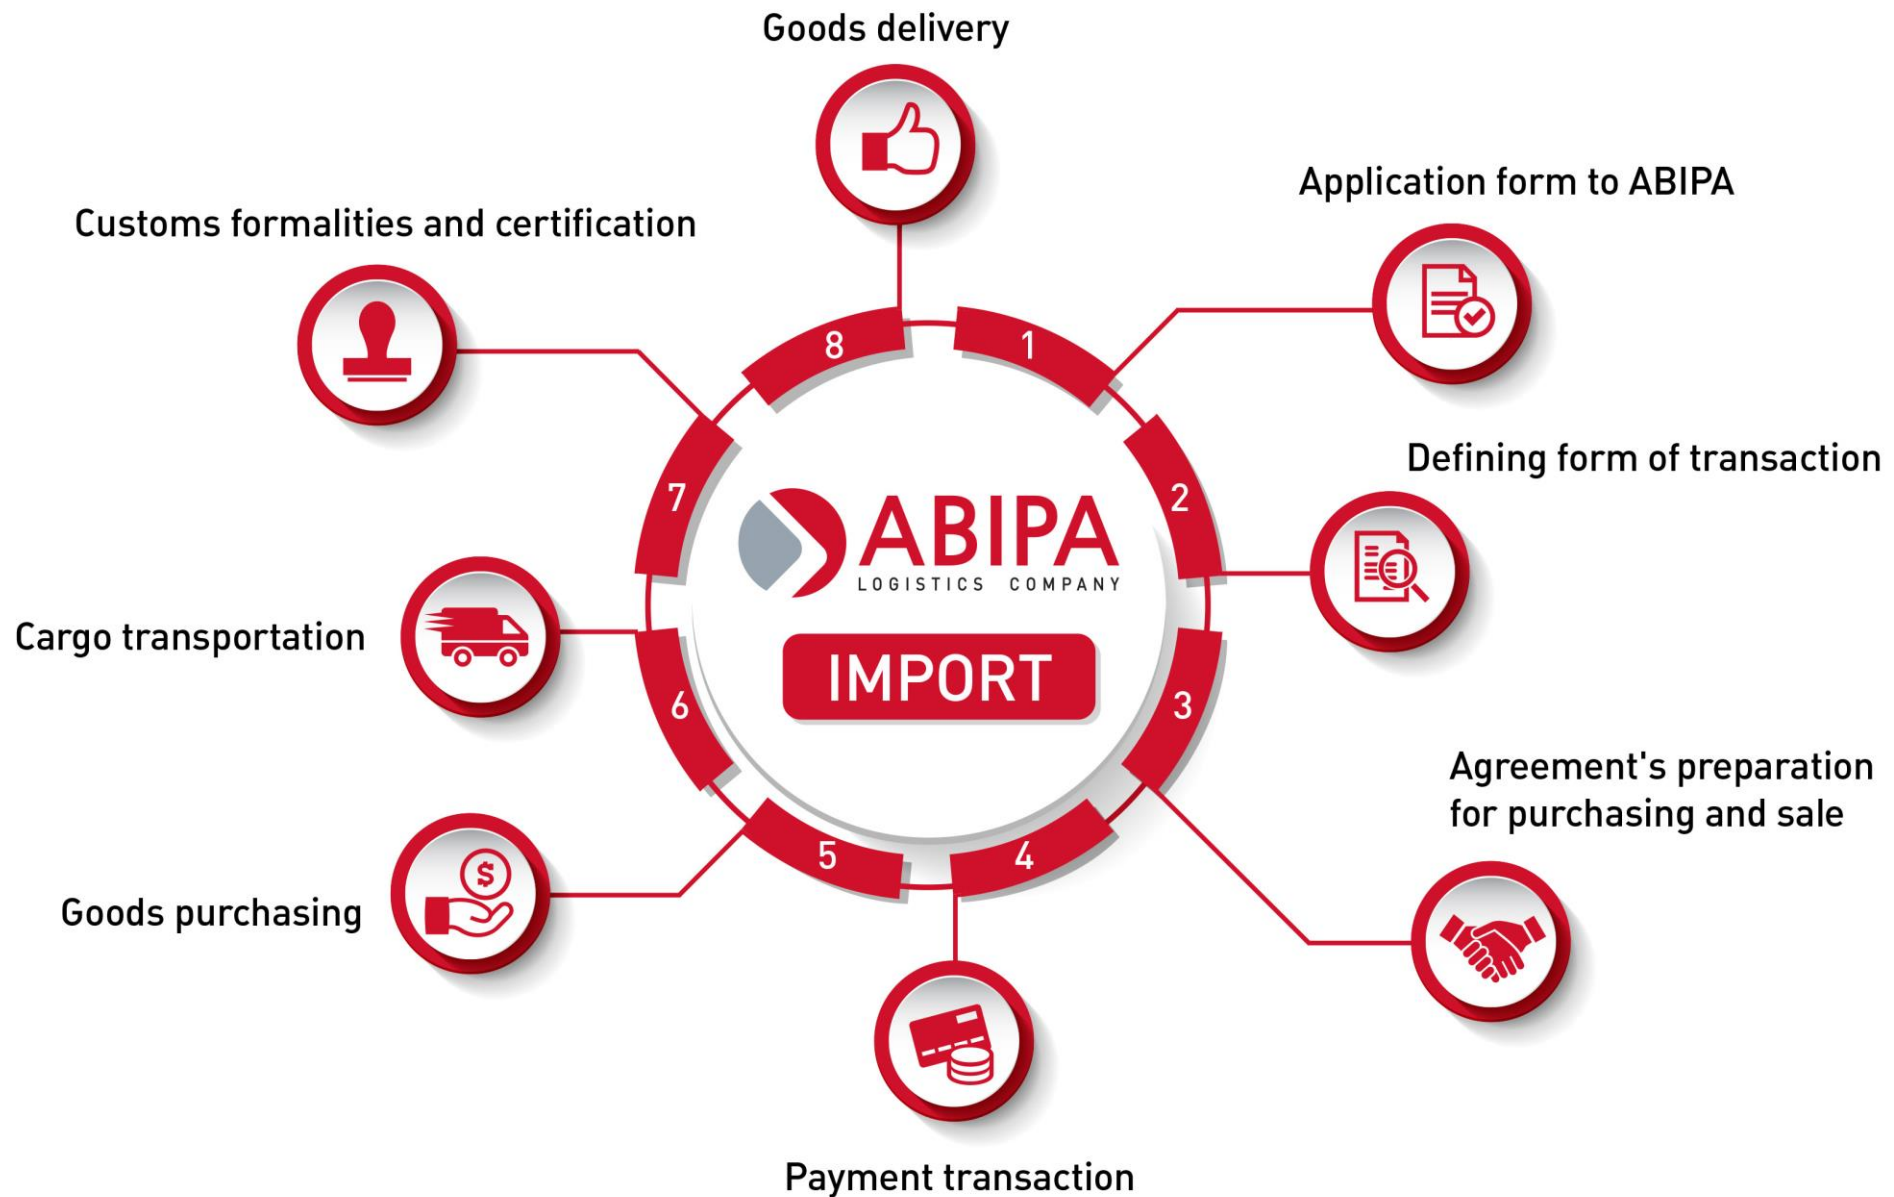 Goods delivery
Application form to ABIPA
Customs formalities and certification
8
1
Defining form of transaction
7
2
ABIPA
LOGISTICS COMPANY
Cargo transportation
IMPORT
6
3
Agreement's preparation
for purchasing and sale
5
4
$
Goods purchasing
Payment transaction